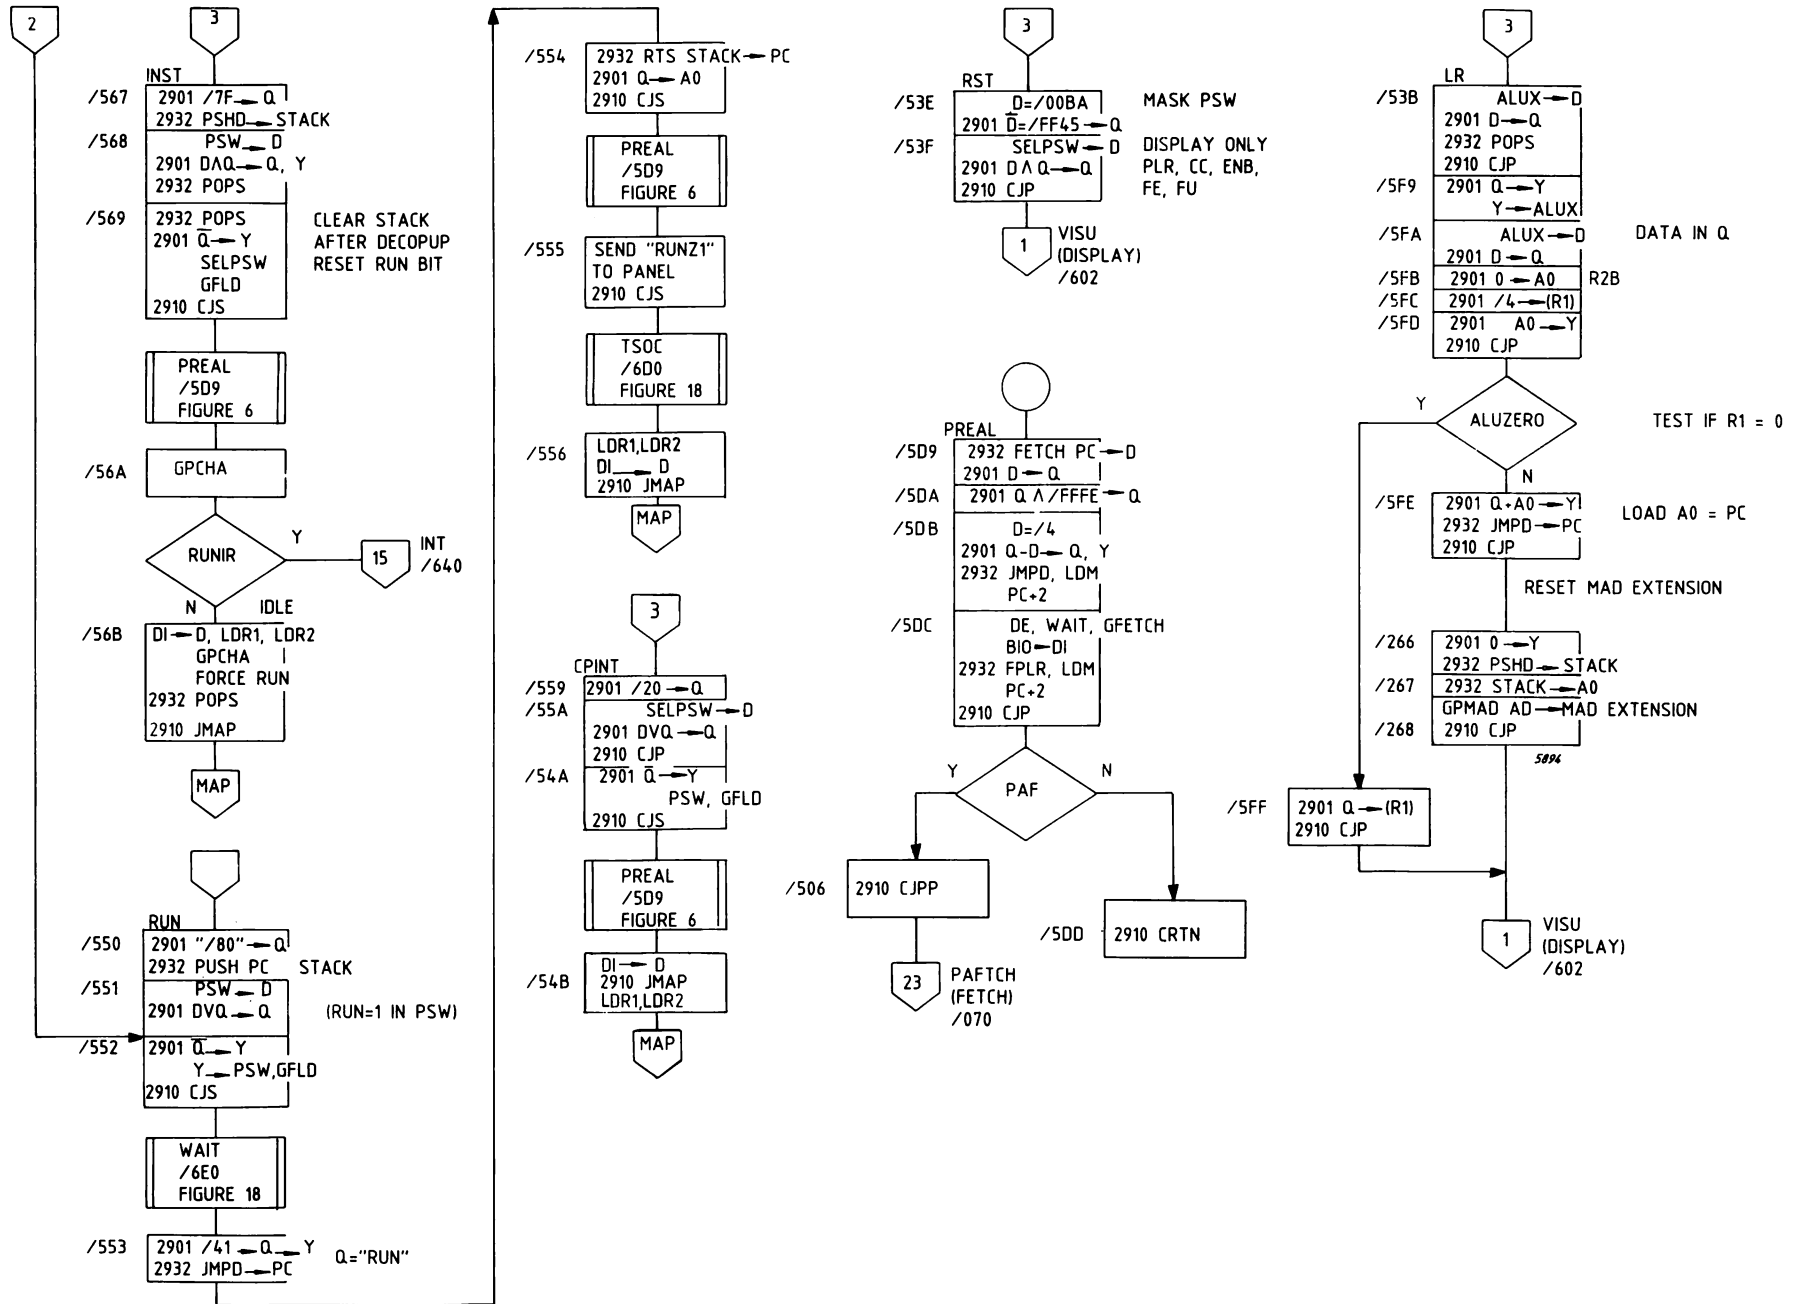 2
3
INST
/567
2901 /7F → Q
2932 PSHD → STACK
/568
PSW → D
2901 DΛQ → Q, Y
2932 POPS
/569
2932 POPS
2901 Q̅ → Y
SELPSW
GFLD
2910 CJS
CLEAR STACK
AFTER DECOPUP
RESET RUN BIT
PREAL
/5D9
FIGURE 6
/56A
GPCHA
RUNIR
Y
15
INT
/640
N
IDLE
/56B
DI → D, LDR1, LDR2
GPCHA
FORCE RUN
2932 POPS
2910 JMAP
MAP
RUN
/550
2901 "/80" → Q
2932 PUSH PC STACK
/551
PSW → D
2901 DVQ → Q
(RUN=1 IN PSW)
/552
2901 Q̅ → Y
Y → PSW,GFLD
2910 CJS
WAIT
/6E0
FIGURE 18
/553
2901 /41 → Q → Y
2932 JMPD → PC
Q="RUN"
/554
2932 RTS STACK → PC
2901 Q → A0
2910 CJS
PREAL
/5D9
FIGURE 6
/555
SEND "RUNZ1"
TO PANEL
2910 CJS
TSOC
/6D0
FIGURE 18
/556
LDR1,LDR2
DI → D
2910 JMAP
MAP
3
CPINT
/559
2901 /20 → Q
/55A
SELPSW → D
2901 DVQ → Q
2910 CJP
/54A
2901 Q̅ → Y
PSW, GFLD
2910 CJS
PREAL
/5D9
FIGURE 6
/54B
DI → D
2910 JMAP
LDR1,LDR2
MAP
3
RST
/53E
D=/00BA
2901 D̅=/FF45 → Q
MASK PSW
/53F
SELPSW → D
2901 D Λ Q → Q
2910 CJP
DISPLAY ONLY
PLR, CC, ENB,
FE, FU
1
VISU
(DISPLAY)
/602
PREAL
/5D9
2932 FETCH PC → D
2901 D → Q
/5DA
2901 Q Λ /FFFE → Q
/5DB
D=/4
2901 Q-D → Q, Y
2932 JMPD, LDM
PC+2
/5DC
DE, WAIT, GFETCH
BIO → DI
2932 FPLR, LDM
PC+2
2910 CJP
Y
PAF
N
/506
2910 CJPP
/5DD
2910 CRTN
23
PAFTCH
(FETCH)
/070
3
LR
/53B
ALUX → D
2901 D → Q
2932 POPS
2910 CJP
/5F9
2901 Q → Y
Y → ALUX
/5FA
ALUX → D
2901 D → Q
DATA IN Q
/5FB
2901 0 → A0
R2B
/5FC
2901 /4 → (R1)
/5FD
2901 A0 → Y
2910 CJP
Y
ALUZERO
TEST IF R1 = 0
N
/5FE
2901 Q+A0 → Y
2932 JMPD → PC
2910 CJP
LOAD A0 = PC
RESET MAD EXTENSION
/266
2901 0 → Y
2932 PSHD → STACK
/267
2932 STACK → A0
GPMAD AD → MAD EXTENSION
/268
2910 CJP
5894
/5FF
2901 Q → (R1)
2910 CJP
1
VISU
(DISPLAY)
/602